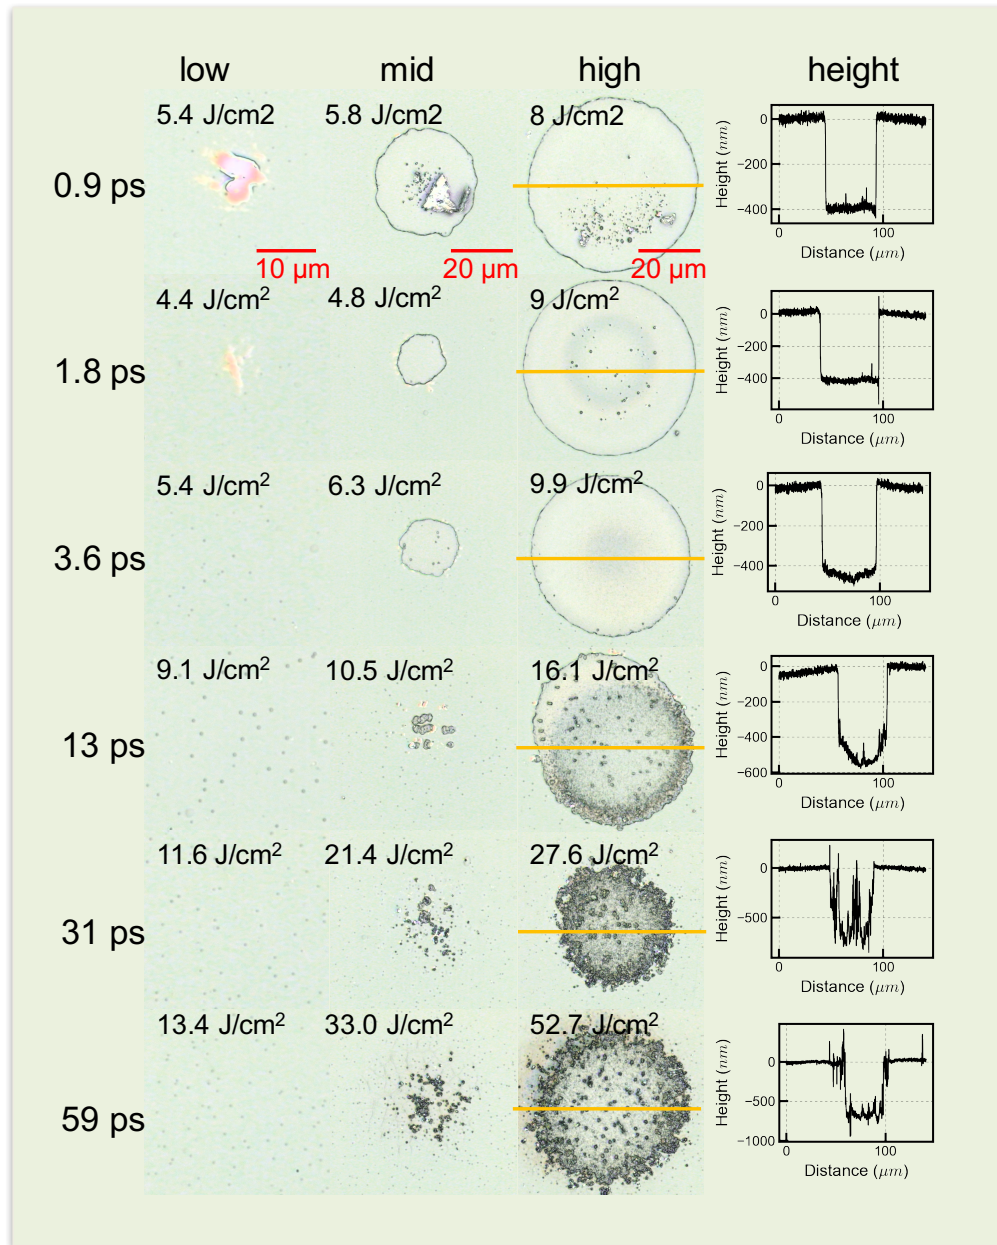 low mid high height
5.4 J/cm2 5.8 J/cm2 8 J/cm2
0.9 ps
10 μm 20 μm 20 μm
Height (nm)
0
−200
−400
0 100
Distance (μm)
4.4 J/cm² 4.8 J/cm² 9 J/cm²
1.8 ps
Height (nm)
0
−200
−400
0 100
Distance (μm)
5.4 J/cm² 6.3 J/cm² 9.9 J/cm²
3.6 ps
Height (nm)
0
−200
−400
0 100
Distance (μm)
9.1 J/cm² 10.5 J/cm² 16.1 J/cm²
13 ps
Height (nm)
0
−200
−400
−600
0 100
Distance (μm)
11.6 J/cm² 21.4 J/cm² 27.6 J/cm²
31 ps
Height (nm)
0
−500
0 100
Distance (μm)
13.4 J/cm² 33.0 J/cm² 52.7 J/cm²
59 ps
Height (nm)
0
−500
−1000
0 100
Distance (μm)